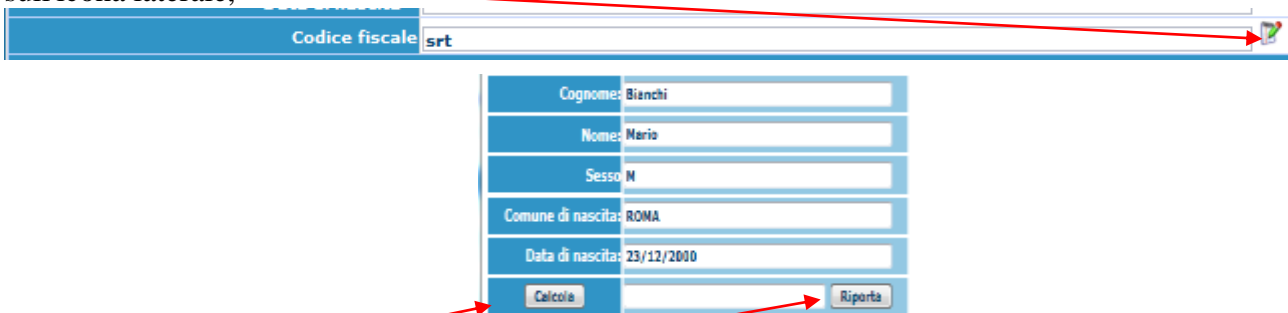 Codice fiscale srt
Cognome: Bianchi
Nome: Mario
Sesso M
Comune di nascita: ROMA
Data di nascita: 23/12/2000
Calcola Riporta